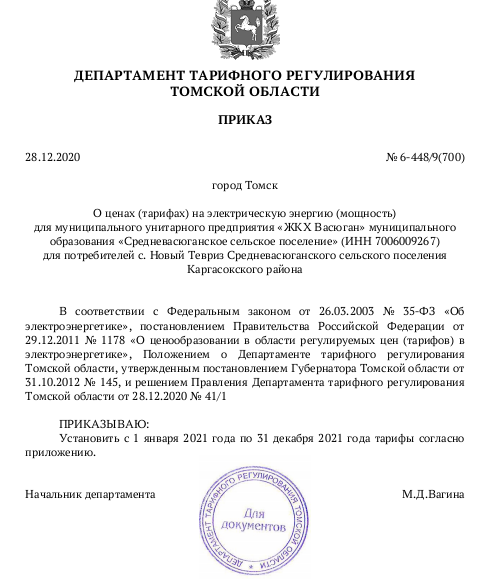 ДЕПАРТАМЕНТ ТАРИФНОГО РЕГУЛИРОВАНИЯ
ТОМСКОЙ ОБЛАСТИ
ПРИКАЗ
28.12.2020 № 6-448/9(700)
город Томск
О ценах (тарифах) на электрическую энергию (мощность)
для муниципального унитарного предприятия «ЖКХ Васюган» муниципального
образования «Средневасюганское сельское поселение» (ИНН 7006009267)
для потребителей с. Новый Тевриз Средневасюганского сельского поселения
Каргасокского района
В соответствии с Федеральным законом от 26.03.2003 № 35-ФЗ «Об
электроэнергетике», постановлением Правительства Российской Федерации от
29.12.2011 № 1178 «О ценообразовании в области регулируемых цен (тарифов) в
электроэнергетике», Положением о Департаменте тарифного регулирования
Томской области, утвержденным постановлением Губернатора Томской области от
31.10.2012 № 145, и решением Правления Департамента тарифного регулирования
Томской области от 28.12.2020 № 41/1
ПРИКАЗЫВАЮ:
Установить с 1 января 2021 года по 31 декабря 2021 года тарифы согласно
приложению.
Начальник департамента М.Д.Вагина
ДЕПАРТАМЕНТ ТАРИФНОГО РЕГУЛИРОВАНИЯ ТОМСКОЙ ОБЛАСТИ
Для
документов